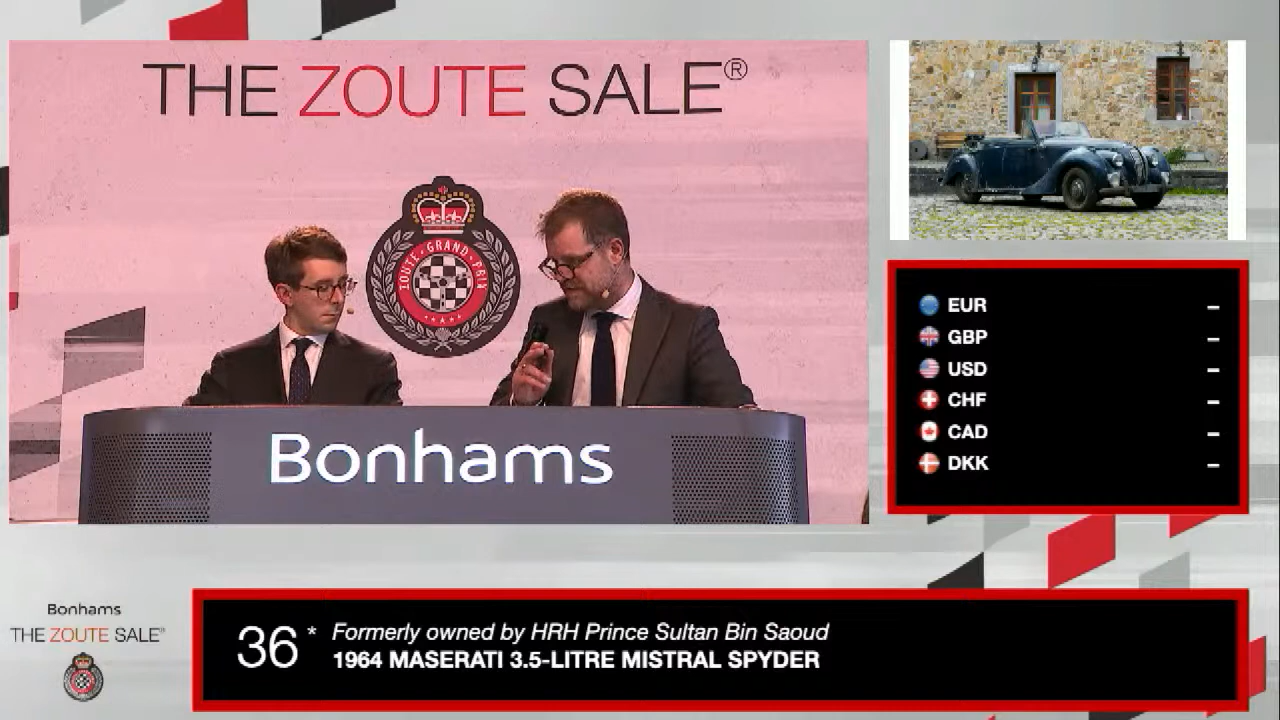 THE ZOUTE SALE®
ZOUTE · GRAND · PRIX
Bonhams
EUR –
GBP –
USD –
CHF –
CAD –
DKK –
Bonhams
THE ZOUTE SALE®
36 * Formerly owned by HRH Prince Sultan Bin Saoud
1964 MASERATI 3.5-LITRE MISTRAL SPYDER